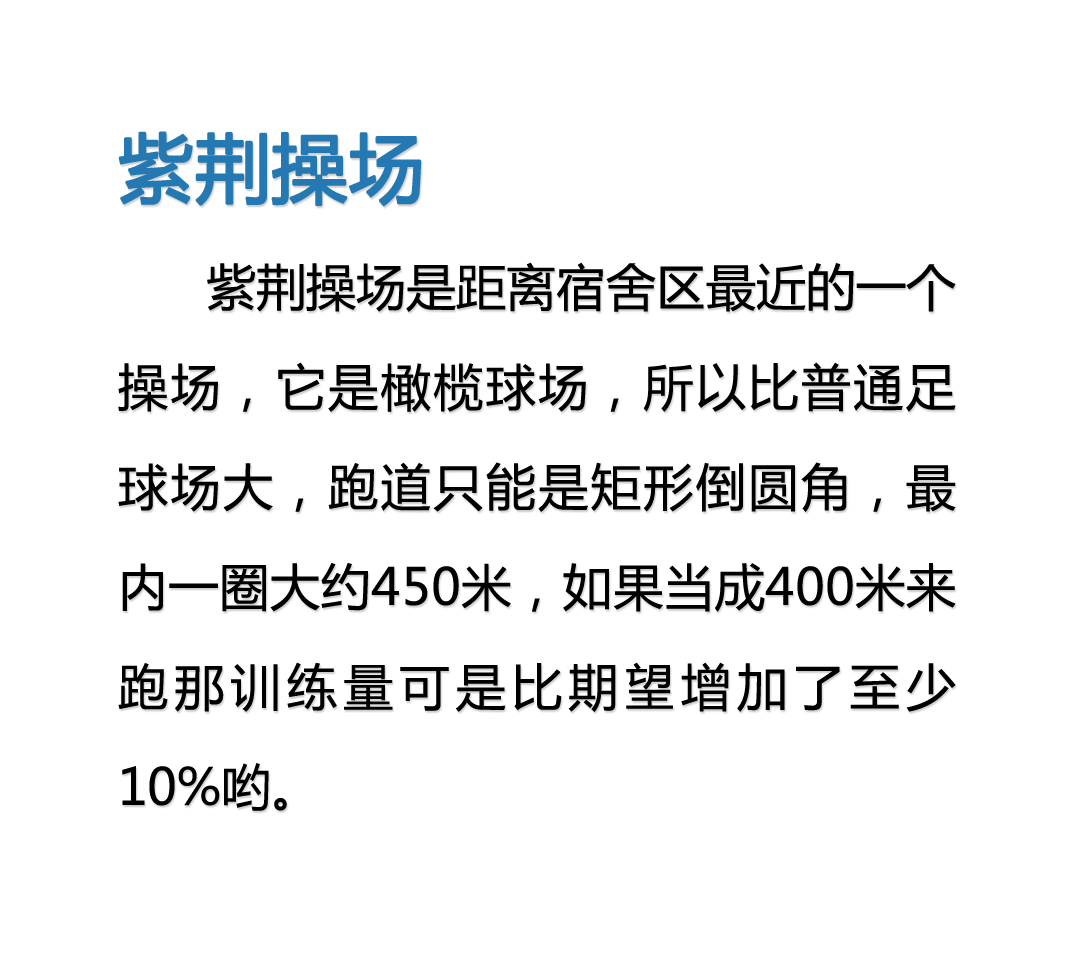 紫荆操场
紫荆操场是距离宿舍区最近的一个
操场，它是橄榄球场，所以比普通足
球场大，跑道只能是矩形倒圆角，最
内一圈大约450米，如果当成400米来
跑那训练量可是比期望增加了至少
10%哟。